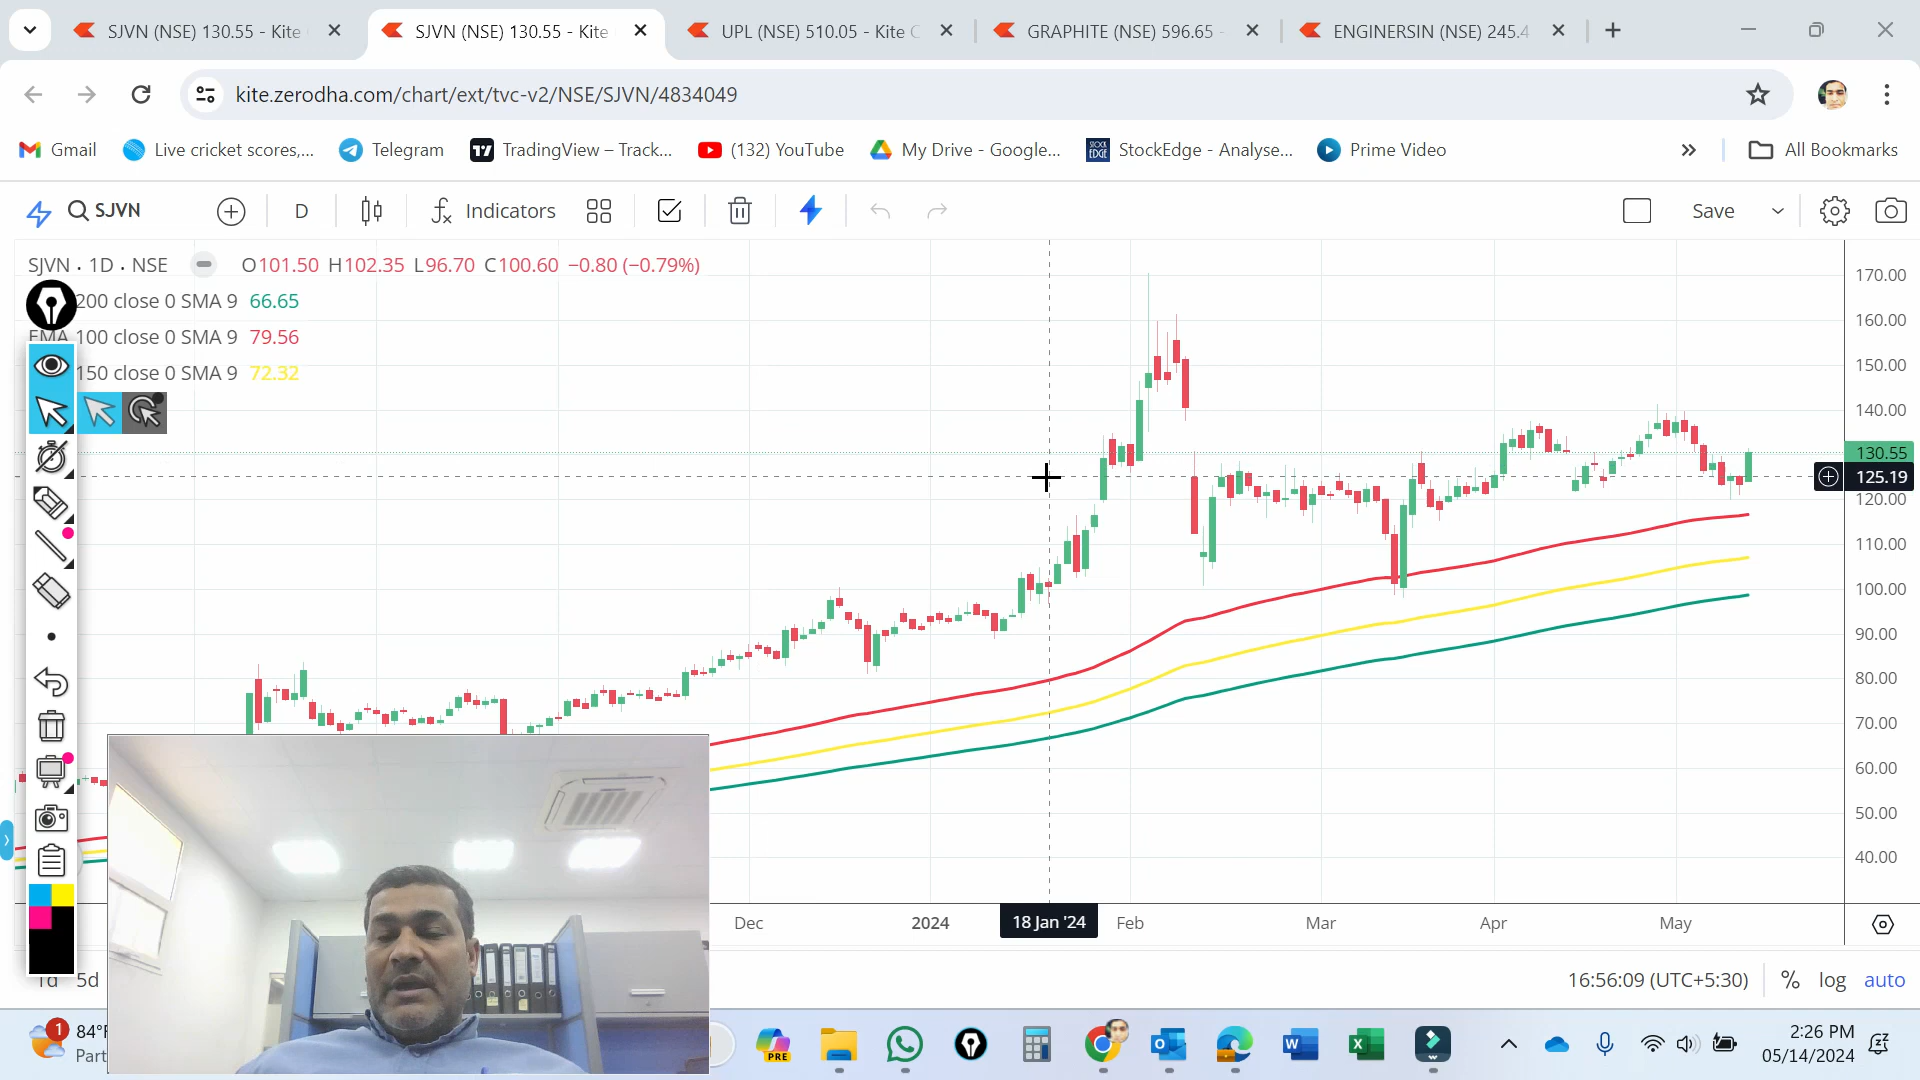 SJVN (NSE) 130.55 - Kite
SJVN (NSE) 130.55 - Kite
UPL (NSE) 510.05 - Kite C
GRAPHITE (NSE) 596.65 -
ENGINERSIN (NSE) 245.4
kite.zerodha.com/chart/ext/tvc-v2/NSE/SJVN/4834049
Gmail
Live cricket scores,...
Telegram
TradingView – Track...
(132) YouTube
My Drive - Google...
StockEdge - Analyse...
Prime Video
All Bookmarks
SJVN
D
Indicators
Save
SJVN · 1D · NSE O101.50 H102.35 L96.70 C100.60 −0.80 (−0.79%)
200 close 0 SMA 9 66.65
EMA 100 close 0 SMA 9 79.56
150 close 0 SMA 9 72.32
170.00
160.00
150.00
140.00
130.55
125.19
120.00
110.00
100.00
90.00
80.00
70.00
60.00
50.00
40.00
Dec
2024
18 Jan '24
Feb
Mar
Apr
May
1d 5d
16:56:09 (UTC+5:30)
% log auto
1
84°F
Part
PRE
2:26 PM
05/14/2024